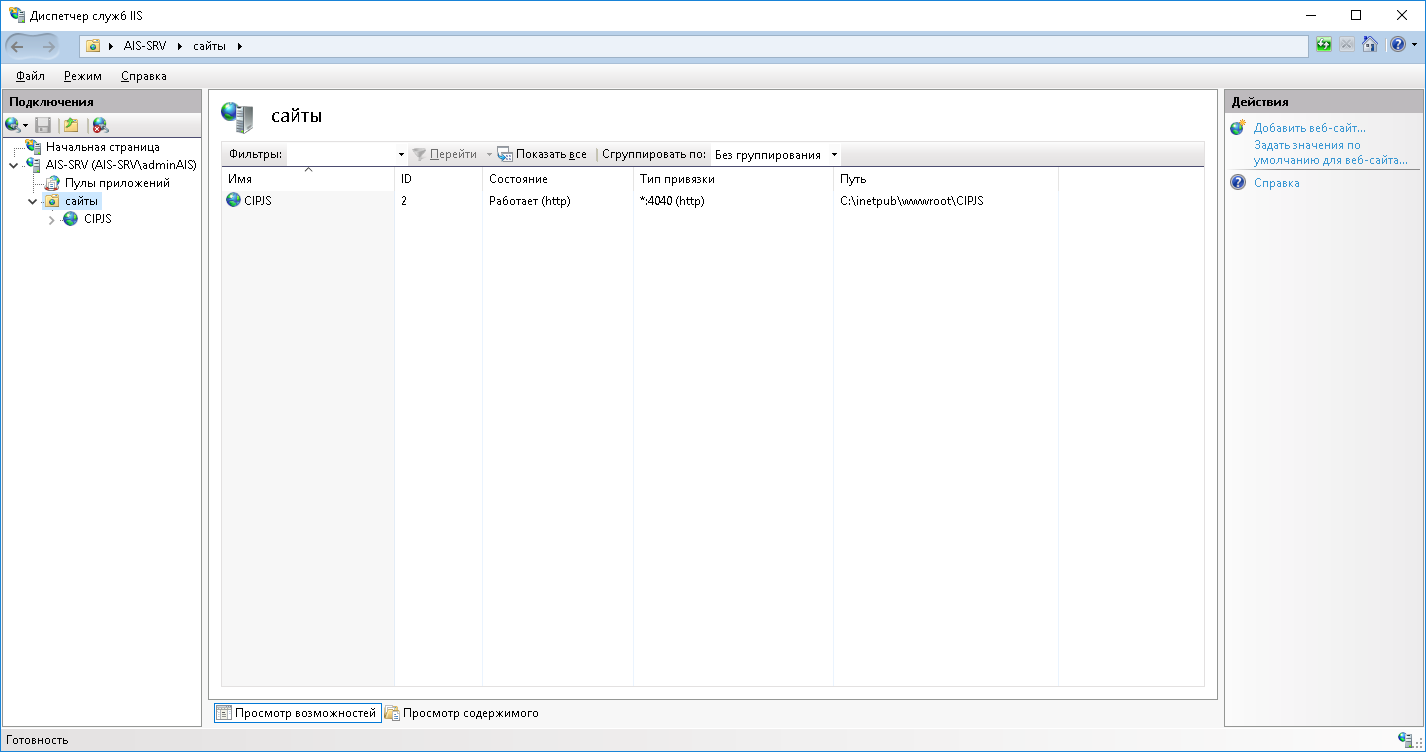 Диспетчер служб IIS
AIS-SRV сайты
Файл Режим Справка
Подключения
Начальная страница
AIS-SRV (AIS-SRV\adminAIS)
Пулы приложений
сайты
CIPJS
сайты
Фильтры: Перейти Показать все Сгруппировать по: Без группирования
Имя ID Состояние Тип привязки Путь
CIPJS 2 Работает (http) *:4040 (http) C:\inetpub\wwwroot\CIPJS
Просмотр возможностей Просмотр содержимого
Действия
Добавить веб-сайт...
Задать значения по
умолчанию для веб-сайта...
Справка
Готовность